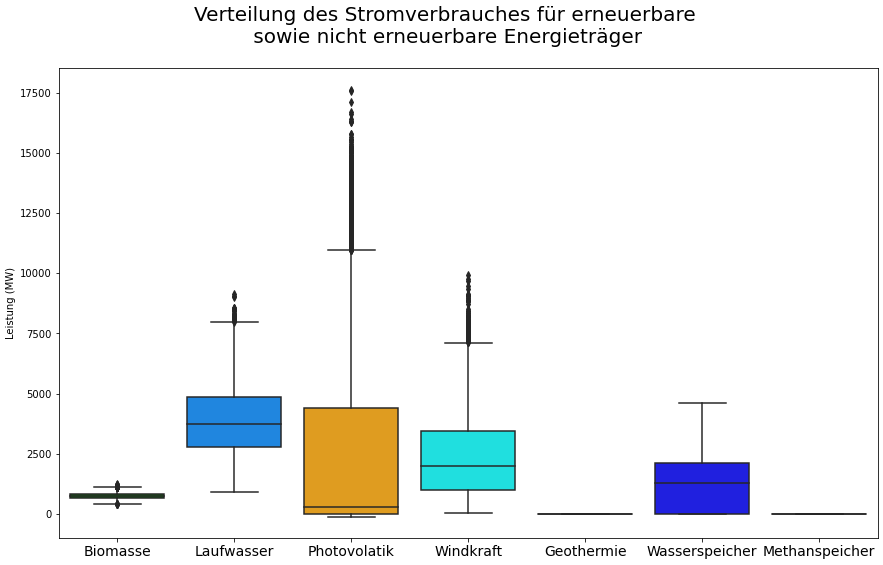 Verteilung des Stromverbrauches für erneuerbare
sowie nicht erneuerbare Energieträger
Leistung (MW)
17500
15000
12500
10000
7500
5000
2500
0
Biomasse Laufwasser Photovolatik Windkraft Geothermie Wasserspeicher Methanspeicher